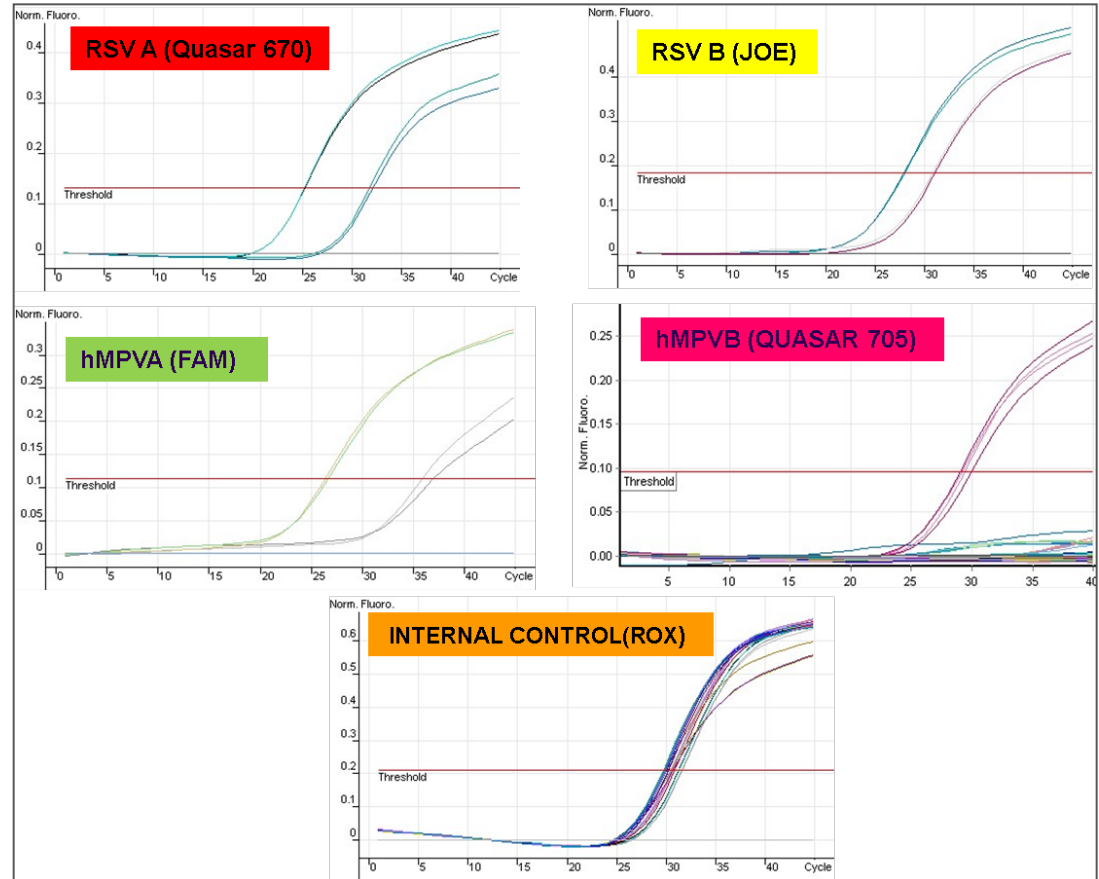 Norm. Fluoro.
RSV A (Quasar 670)
0.4
0.3
0.2
Threshold
0.1
0
0 5 10 15 20 25 30 35 40 Cycle
Norm. Fluoro.
RSV B (JOE)
0.4
0.3
0.2
Threshold
0.1
0
0 5 10 15 20 25 30 35 40 Cycle
Norm. Fluoro.
hMPVA (FAM)
0.3
0.25
0.2
0.15
0.1
Threshold
0.05
0
0 5 10 15 20 25 30 35 40 Cycle
hMPVB (QUASAR 705)
Norm. Fluoro.
0.25
0.20
0.15
0.10
Threshold
0.05
0.00
5 10 15 20 25 30 35 40
Norm. Fluoro.
INTERNAL CONTROL(ROX)
0.6
0.5
0.4
0.3
0.2
Threshold
0.1
0
0 5 10 15 20 25 30 35 40 Cycle